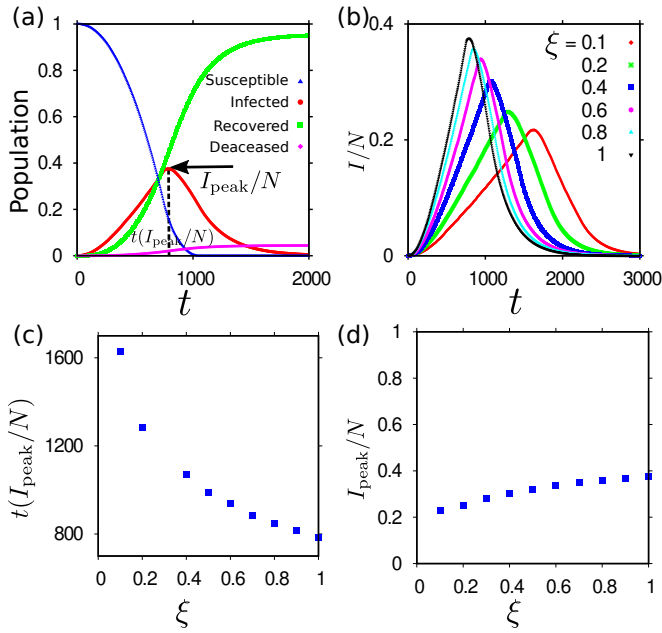 (a)
Population
1
0.8
0.6
0.4
0.2
0
Susceptible
Infected
Recovered
Deaceased
I_peak/N
t(I_peak/N)
0
1000
2000
t
(b)
I/N
0.4
0.2
0
ξ = 0.1
0.2
0.4
0.6
0.8
1
0
1000
2000
3000
t
(c)
t(I_peak/N)
1600
1200
800
0
0.2
0.4
0.6
0.8
1
ξ
(d)
I_peak/N
1
0.8
0.6
0.4
0.2
0
0
0.2
0.4
0.6
0.8
1
ξ